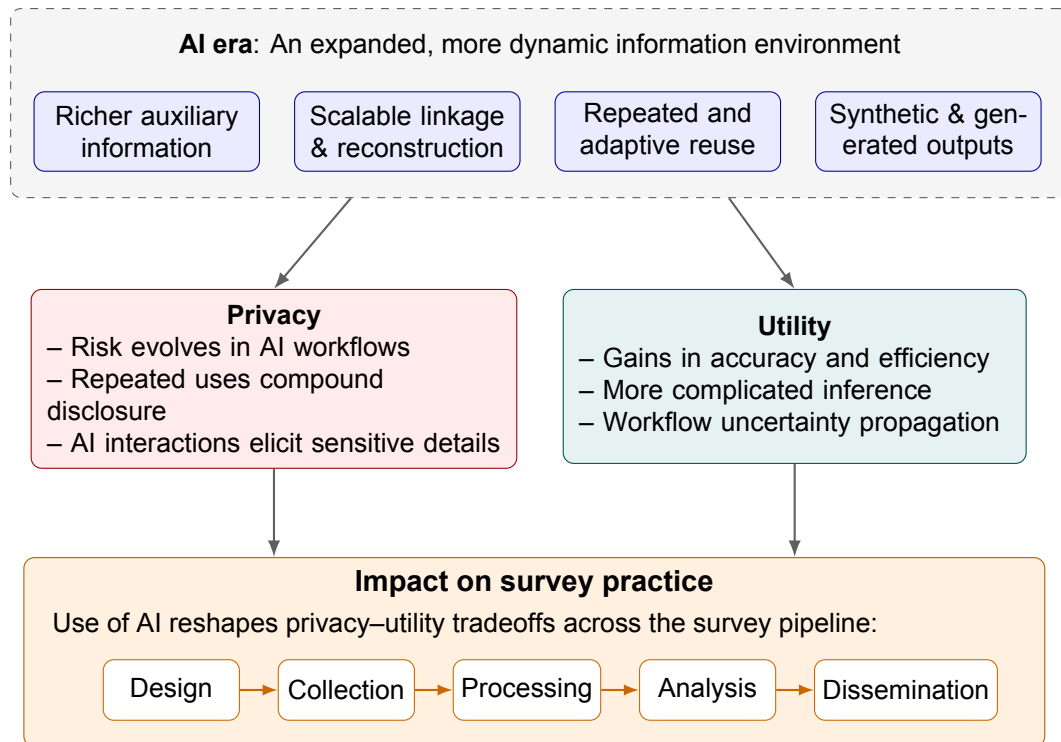 AI era: An expanded, more dynamic information environment
Richer auxiliary
information
Scalable linkage
& reconstruction
Repeated and
adaptive reuse
Synthetic & gen-
erated outputs
Privacy
– Risk evolves in AI workflows
– Repeated uses compound
disclosure
– AI interactions elicit sensitive details
Utility
– Gains in accuracy and efficiency
– More complicated inference
– Workflow uncertainty propagation
Impact on survey practice
Use of AI reshapes privacy–utility tradeoffs across the survey pipeline:
Design
Collection
Processing
Analysis
Dissemination